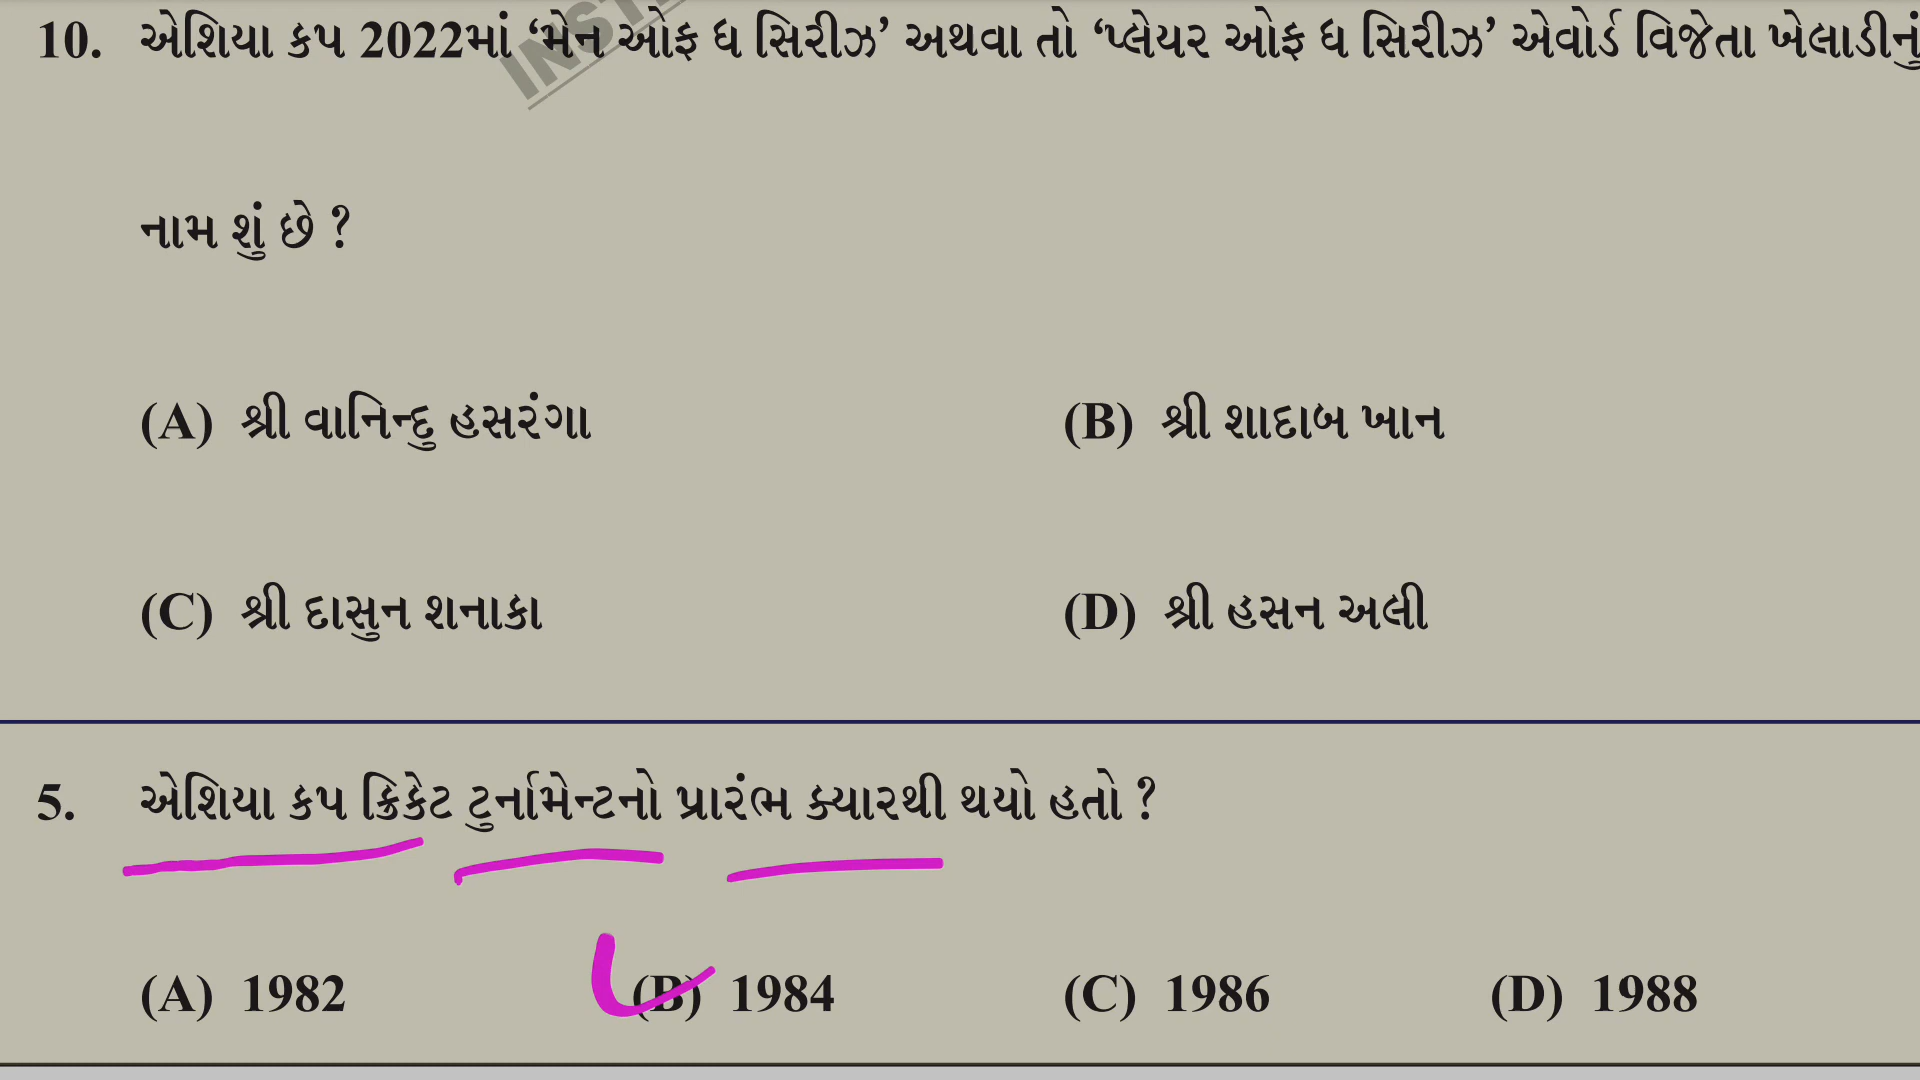 10. એશિયા કપ 2022માં ‘મેન ઓફ ધ સિરીઝ’ અથવા તો ‘પ્લેયર ઓફ ધ સિરીઝ’ એવોર્ડ વિજેતા ખેલાડીનું
નામ શું છે ?
(A) શ્રી વાનિન્દુ હસરંગા (B) શ્રી શાદાબ ખાન
(C) શ્રી દાસુન શનાકા (D) શ્રી હસન અલી
5. એશિયા કપ ક્રિકેટ ટુર્નામેન્ટનો પ્રારંભ ક્યારથી થયો હતો ?
(A) 1982 (B) 1984 (C) 1986 (D) 1988